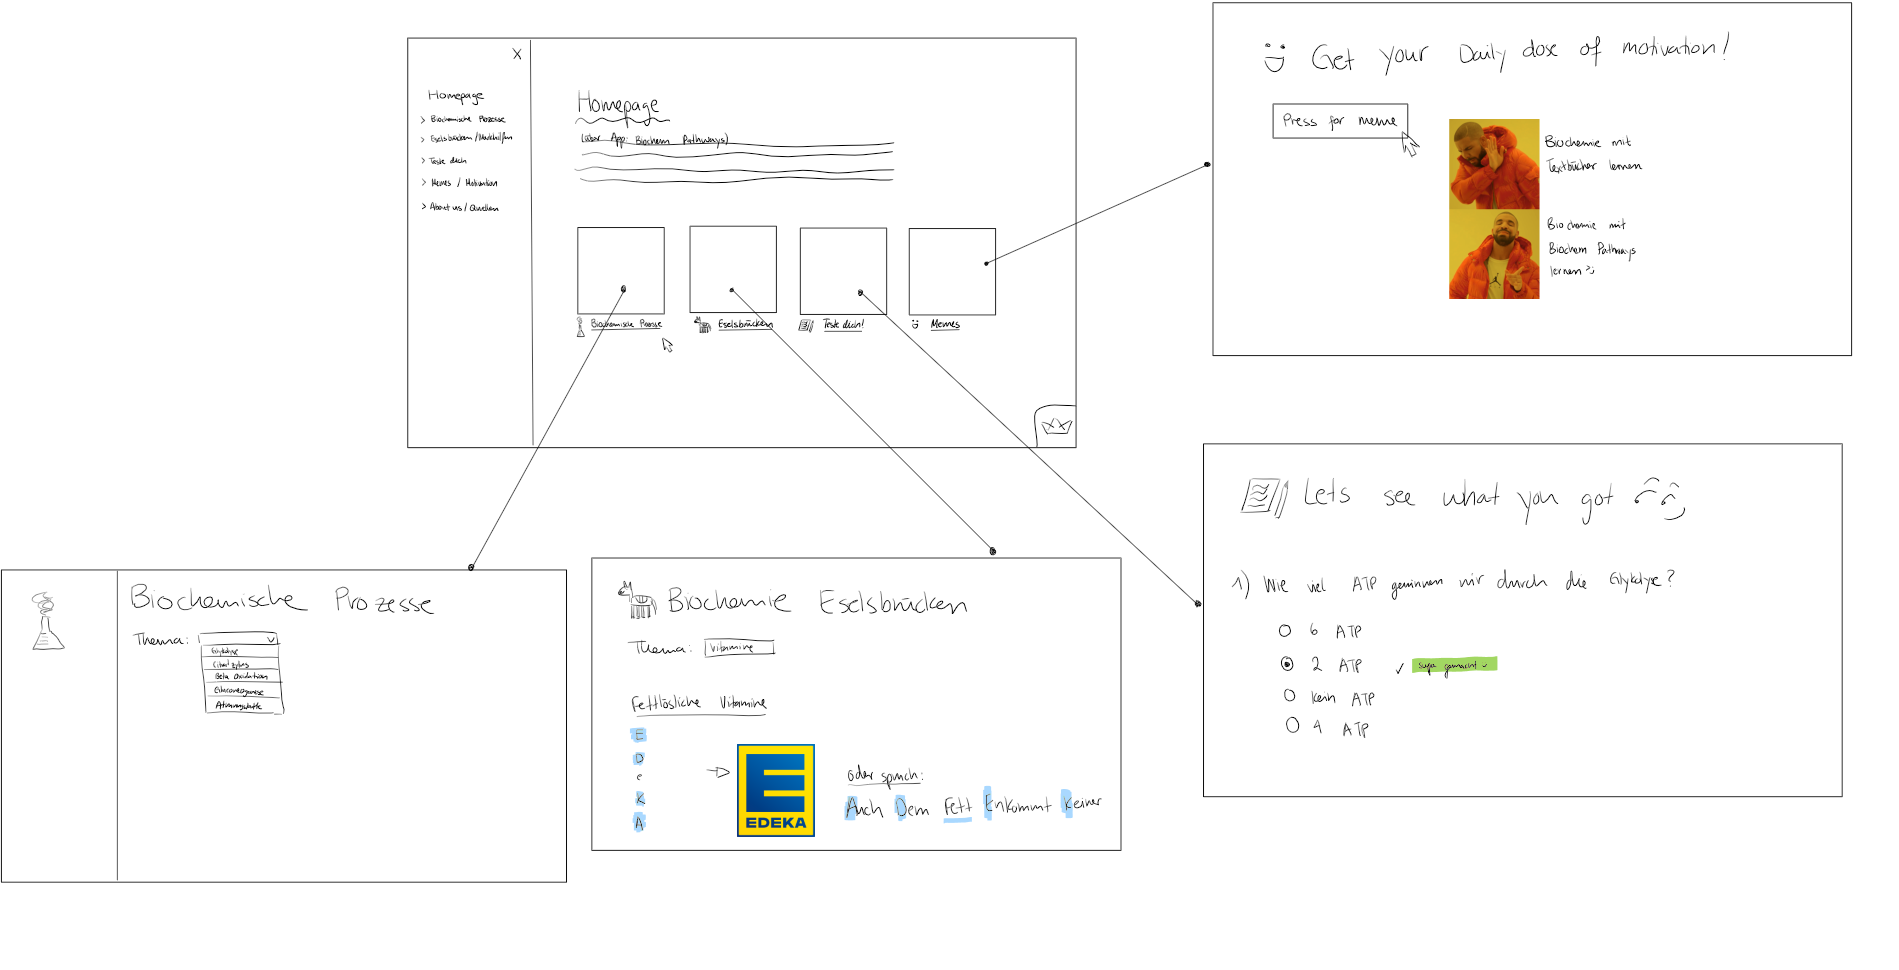 X
Homepage
> Biochemische Prozesse
> Eselsbrücken / Merkhilfen
> Teste dich
> Memes / Motivation
> About us / Quellen
Homepage
(über App: Biochem Pathways)
Biochemische Prozesse
Eselsbrücken
Teste dich!
Memes
Get your Daily dose of motivation!
Press for meme
Biochemie mit
Textbücher lernen
Biochemie mit
Biochem Pathways
lernen
Lets see what you got
1) Wie viel ATP gewinnen wir durch die Glykolyse?
6 ATP
2 ATP ✓ super gemacht
kein ATP
4 ATP
Biochemische Prozesse
Thema:
Glykolyse
Citratzyklus
Beta Oxidation
Gluconeogenese
Atmungskette
Biochemie Eselsbrücken
Thema: Vitamine
Fettlösliche Vitamine
E
D
e
K
A
EDEKA
oder spruch:
Auch Dem Fett Enkommt Keiner